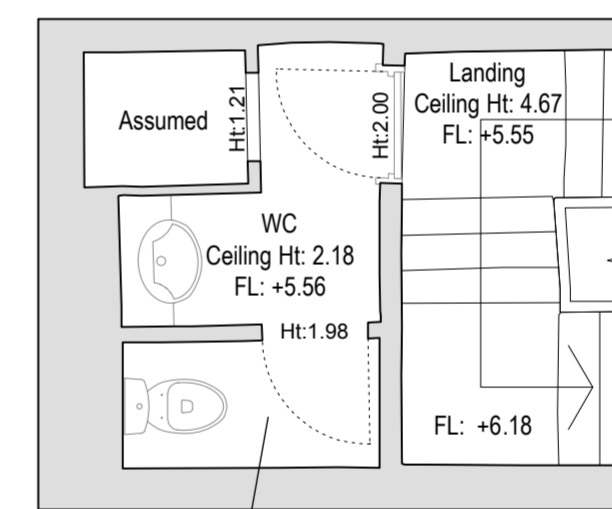 Assumed
Ht:1.21
Ht:2.00
Landing
Ceiling Ht: 4.67
FL: +5.55
WC
Ceiling Ht: 2.18
FL: +5.56
Ht:1.98
FL: +6.18